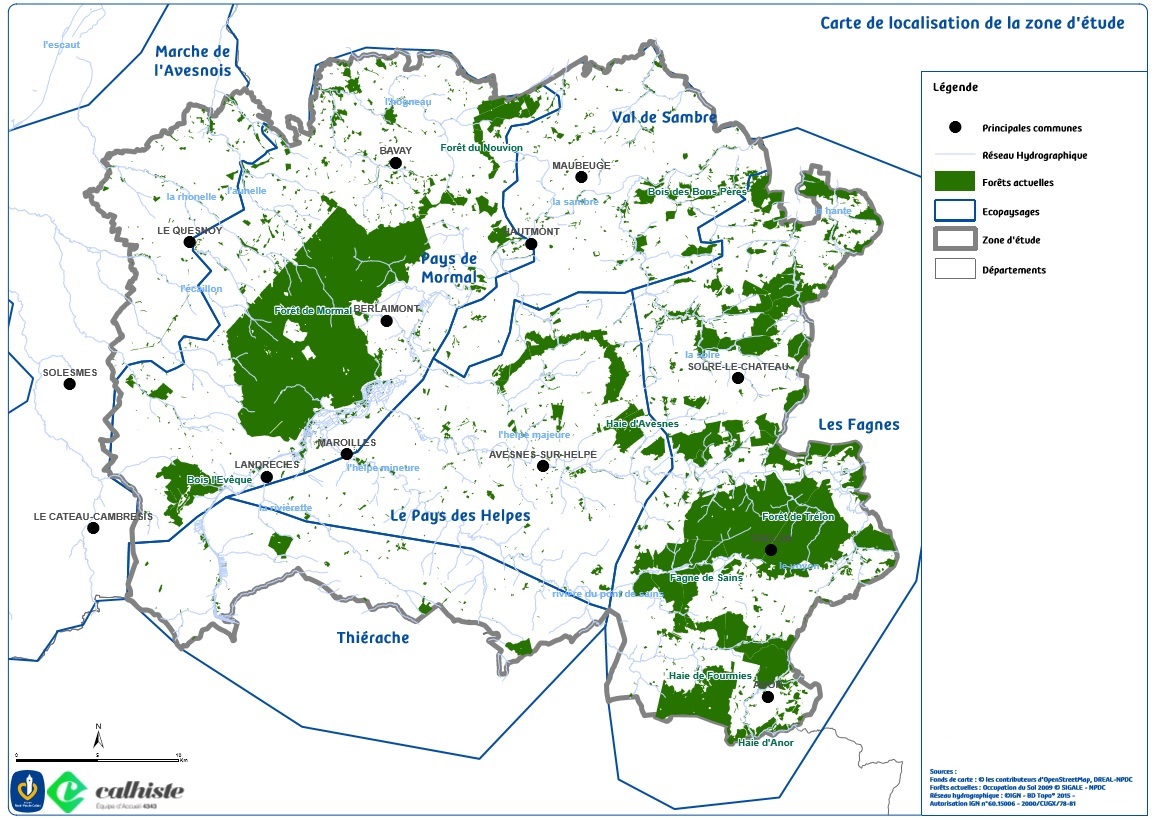 Carte de localisation de la zone d'étude
l'escaut
Marche de
l'Avesnois
Val de Sambre
l'hogneau
Forêt du Nouvion
BAVAY
MAUBEUGE
la rhonelle
l'aunelle
Bois des Bons Pères
la sambre
la hante
LE QUESNOY
HAUTMONT
Pays de
Mormal
l'écaillon
Forêt de Mormal
BERLAIMONT
SOLESMES
la solre
SOLRE-LE-CHATEAU
Haie d'Avesnes
Les Fagnes
l'helpe majeure
MAROILLES
AVESNES-SUR-HELPE
LANDRECIES
l'helpe mineure
Bois l'Evêque
la rivièrette
LE CATEAU-CAMBRESIS
Le Pays des Helpes
Forêt de Trélon
Fagne de Sains
rivière du pont de sains
Thiérache
Haie de Fourmies
Haie d'Anor
Légende
Principales communes
Réseau Hydrographique
Forêts actuelles
Ecopaysages
Zone d'étude
Départements
N
0 5 10
Km
calhiste
Équipe d'Accueil 4343
Sources :
Fonds de carte : © les contributeurs d'OpenStreetMap, DREAL-NPDC
Forêts actuelles : Occupation du Sol 2009 © SIGALE - NPDC
Réseau hydrographique : ©IGN - BD Topo® 2015 -
Autorisation IGN n°60.15006 - 2000/CUGX/78-81